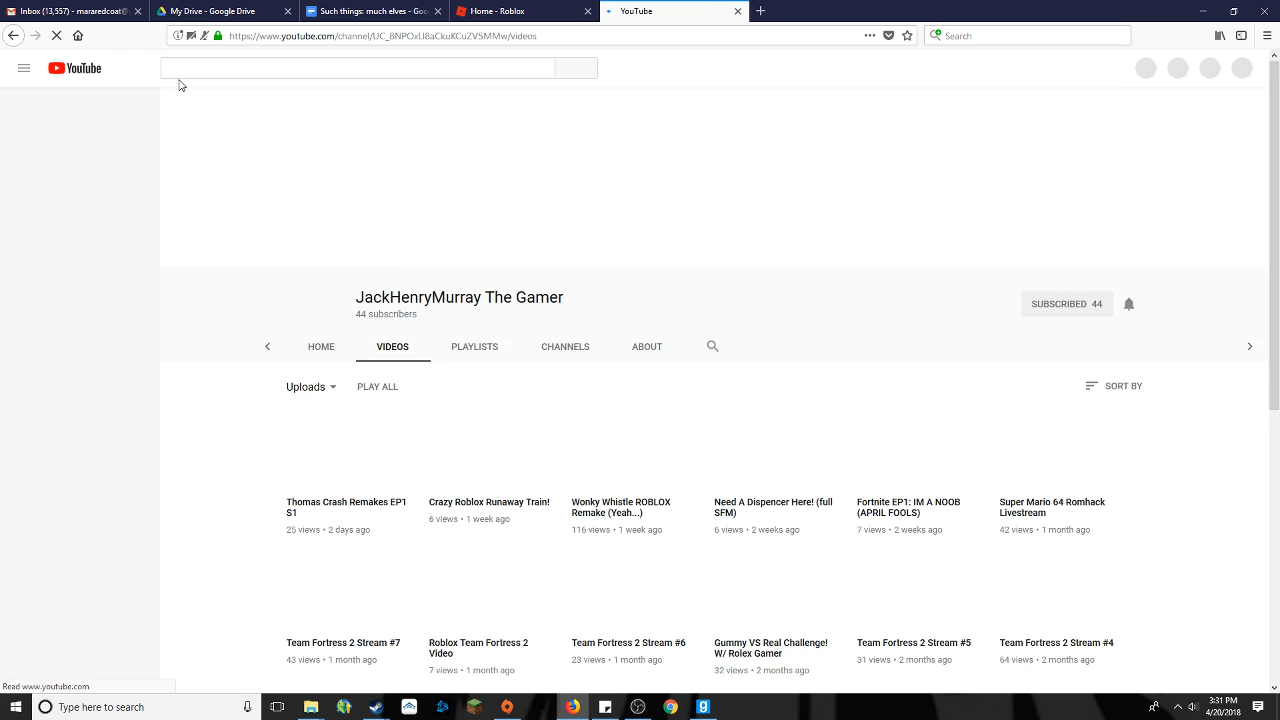 Inbox (13,557) - mararedcoat@
My Drive - Google Drive
Such things: much elves - Goo
Home - Roblox
YouTube
https://www.youtube.com/channel/UC_8NPOxLI8aCkuKCuZV5MMw/videos
Search
YouTube
JackHenryMurray The Gamer
44 subscribers
SUBSCRIBED 44
HOME
VIDEOS
PLAYLISTS
CHANNELS
ABOUT
Uploads
PLAY ALL
SORT BY
Thomas Crash Remakes EP1
S1
25 views • 2 days ago
Crazy Roblox Runaway Train!
6 views • 1 week ago
Wonky Whistle ROBLOX
Remake (Yeah...)
116 views • 1 week ago
Need A Dispencer Here! (full
SFM)
6 views • 2 weeks ago
Fortnite EP1: IM A NOOB
(APRIL FOOLS)
7 views • 2 weeks ago
Super Mario 64 Romhack
Livestream
42 views • 1 month ago
Team Fortress 2 Stream #7
43 views • 1 month ago
Roblox Team Fortress 2
Video
7 views • 1 month ago
Team Fortress 2 Stream #6
23 views • 1 month ago
Gummy VS Real Challenge!
W/ Rolex Gamer
32 views • 2 months ago
Team Fortress 2 Stream #5
31 views • 2 months ago
Team Fortress 2 Stream #4
64 views • 2 months ago
Read www.youtube.com
Type here to search
3:31 PM
4/20/2018